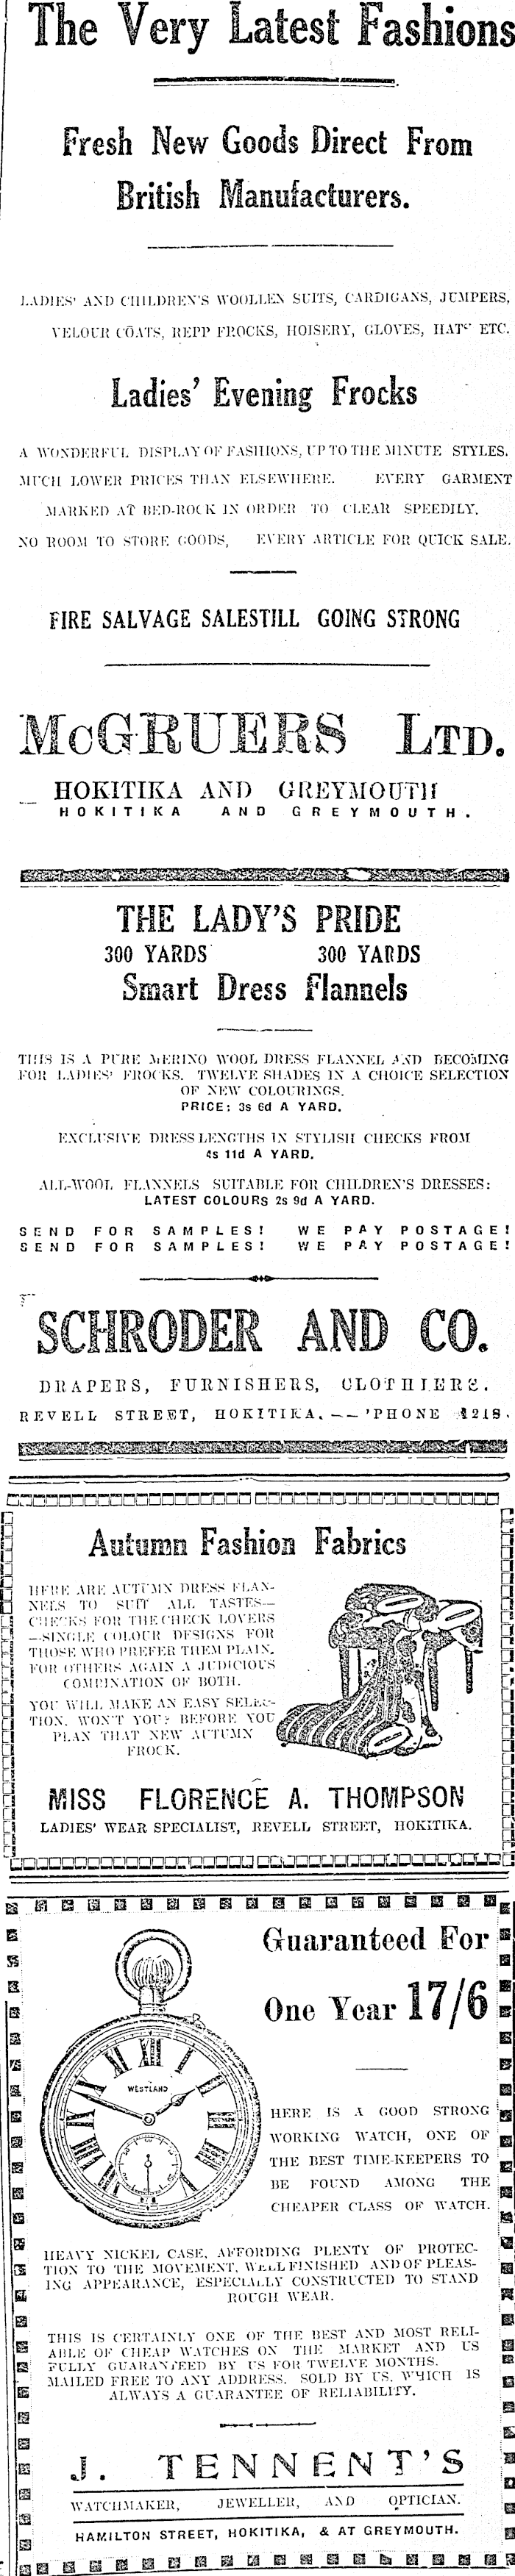 The Very Latest Fashions
Fresh New Goods Direct From
British Manufacturers.
LADIES' AND CHILDREN'S WOOLLEN SUITS, CARDIGANS, JUMPERS,
VELOUR COATS, REPP FROCKS, HOISERY, GLOVES, HATS ETC.
Ladies' Evening Frocks
A WONDERFUL DISPLAY OF FASHIONS, UP TO THE MINUTE STYLES.
MUCH LOWER PRICES THAN ELSEWHERE. EVERY GARMENT
MARKED AT BED-ROCK IN ORDER TO CLEAR SPEEDILY.
NO ROOM TO STORE GOODS, EVERY ARTICLE FOR QUICK SALE.
FIRE SALVAGE SALESTILL GOING STRONG
McGRUERS LTD.
HOKITIKA AND GREYMOUTH
HOKITIKA AND GREYMOUTH.
THE LADY'S PRIDE
300 YARDS 300 YARDS
Smart Dress Flannels
THIS IS A PURE MERINO WOOL DRESS FLANNEL AND BECOMING
FOR LADIES' FROCKS. TWELVE SHADES IN A CHOICE SELECTION
OF NEW COLOURINGS.
PRICE: 3s 6d A YARD.
EXCLUSIVE DRESS LENGTHS IN STYLISH CHECKS FROM
4s 11d A YARD.
ALL-WOOL FLANNELS SUITABLE FOR CHILDREN'S DRESSES:
LATEST COLOURS 2s 9d A YARD.
SEND FOR SAMPLES! WE PAY POSTAGE!
SEND FOR SAMPLES! WE PAY POSTAGE!
SCHRODER AND CO.
DRAPERS, FURNISHERS, CLOTHIERS.
REVELL STREET, HOKITIKA. —— 'PHONE
Autumn Fashion Fabrics
HERE ARE AUTUMN DRESS FLAN-
NELS TO SUIT ALL TASTES—
CHECKS FOR THE CHECK LOVERS
—SINGLE COLOUR DESIGNS FOR
THOSE WHO PREFER THEM PLAIN,
FOR OTHERS AGAIN A JUDICIOUS
COMBINATION OF BOTH.
YOU WILL MAKE AN EASY SELEC-
TION, WON'T YOU? BEFORE YOU
PLAN THAT NEW AUTUMN
FROCK.
MISS FLORENCE A. THOMPSON
LADIES' WEAR SPECIALIST, REVELL STREET, HOKITIKA.
Guaranteed For
One Year 17/6
WESTLAND
HERE IS A GOOD STRONG
WORKING WATCH, ONE OF
THE BEST TIME-KEEPERS TO
BE FOUND AMONG THE
CHEAPER CLASS OF WATCH.
HEAVY NICKEL CASE, AFFORDING PLENTY OF PROTEC-
TION TO THE MOVEMENT, WELL FINISHED AND OF PLEAS-
ING APPEARANCE, ESPECIALLY CONSTRUCTED TO STAND
ROUGH WEAR.
THIS IS CERTAINLY ONE OF THE BEST AND MOST RELI-
ABLE OF CHEAP WATCHES ON THE MARKET AND US
FULLY GUARANTEED BY US FOR TWELVE MONTHS.
MAILED FREE TO ANY ADDRESS. SOLD BY US, WHICH IS
ALWAYS A GUARANTEE OF RELIABILITY.
J. TENNENT'S
WATCHMAKER, JEWELLER, AND OPTICIAN.
HAMILTON STREET, HOKITIKA, & AT GREYMOUTH.